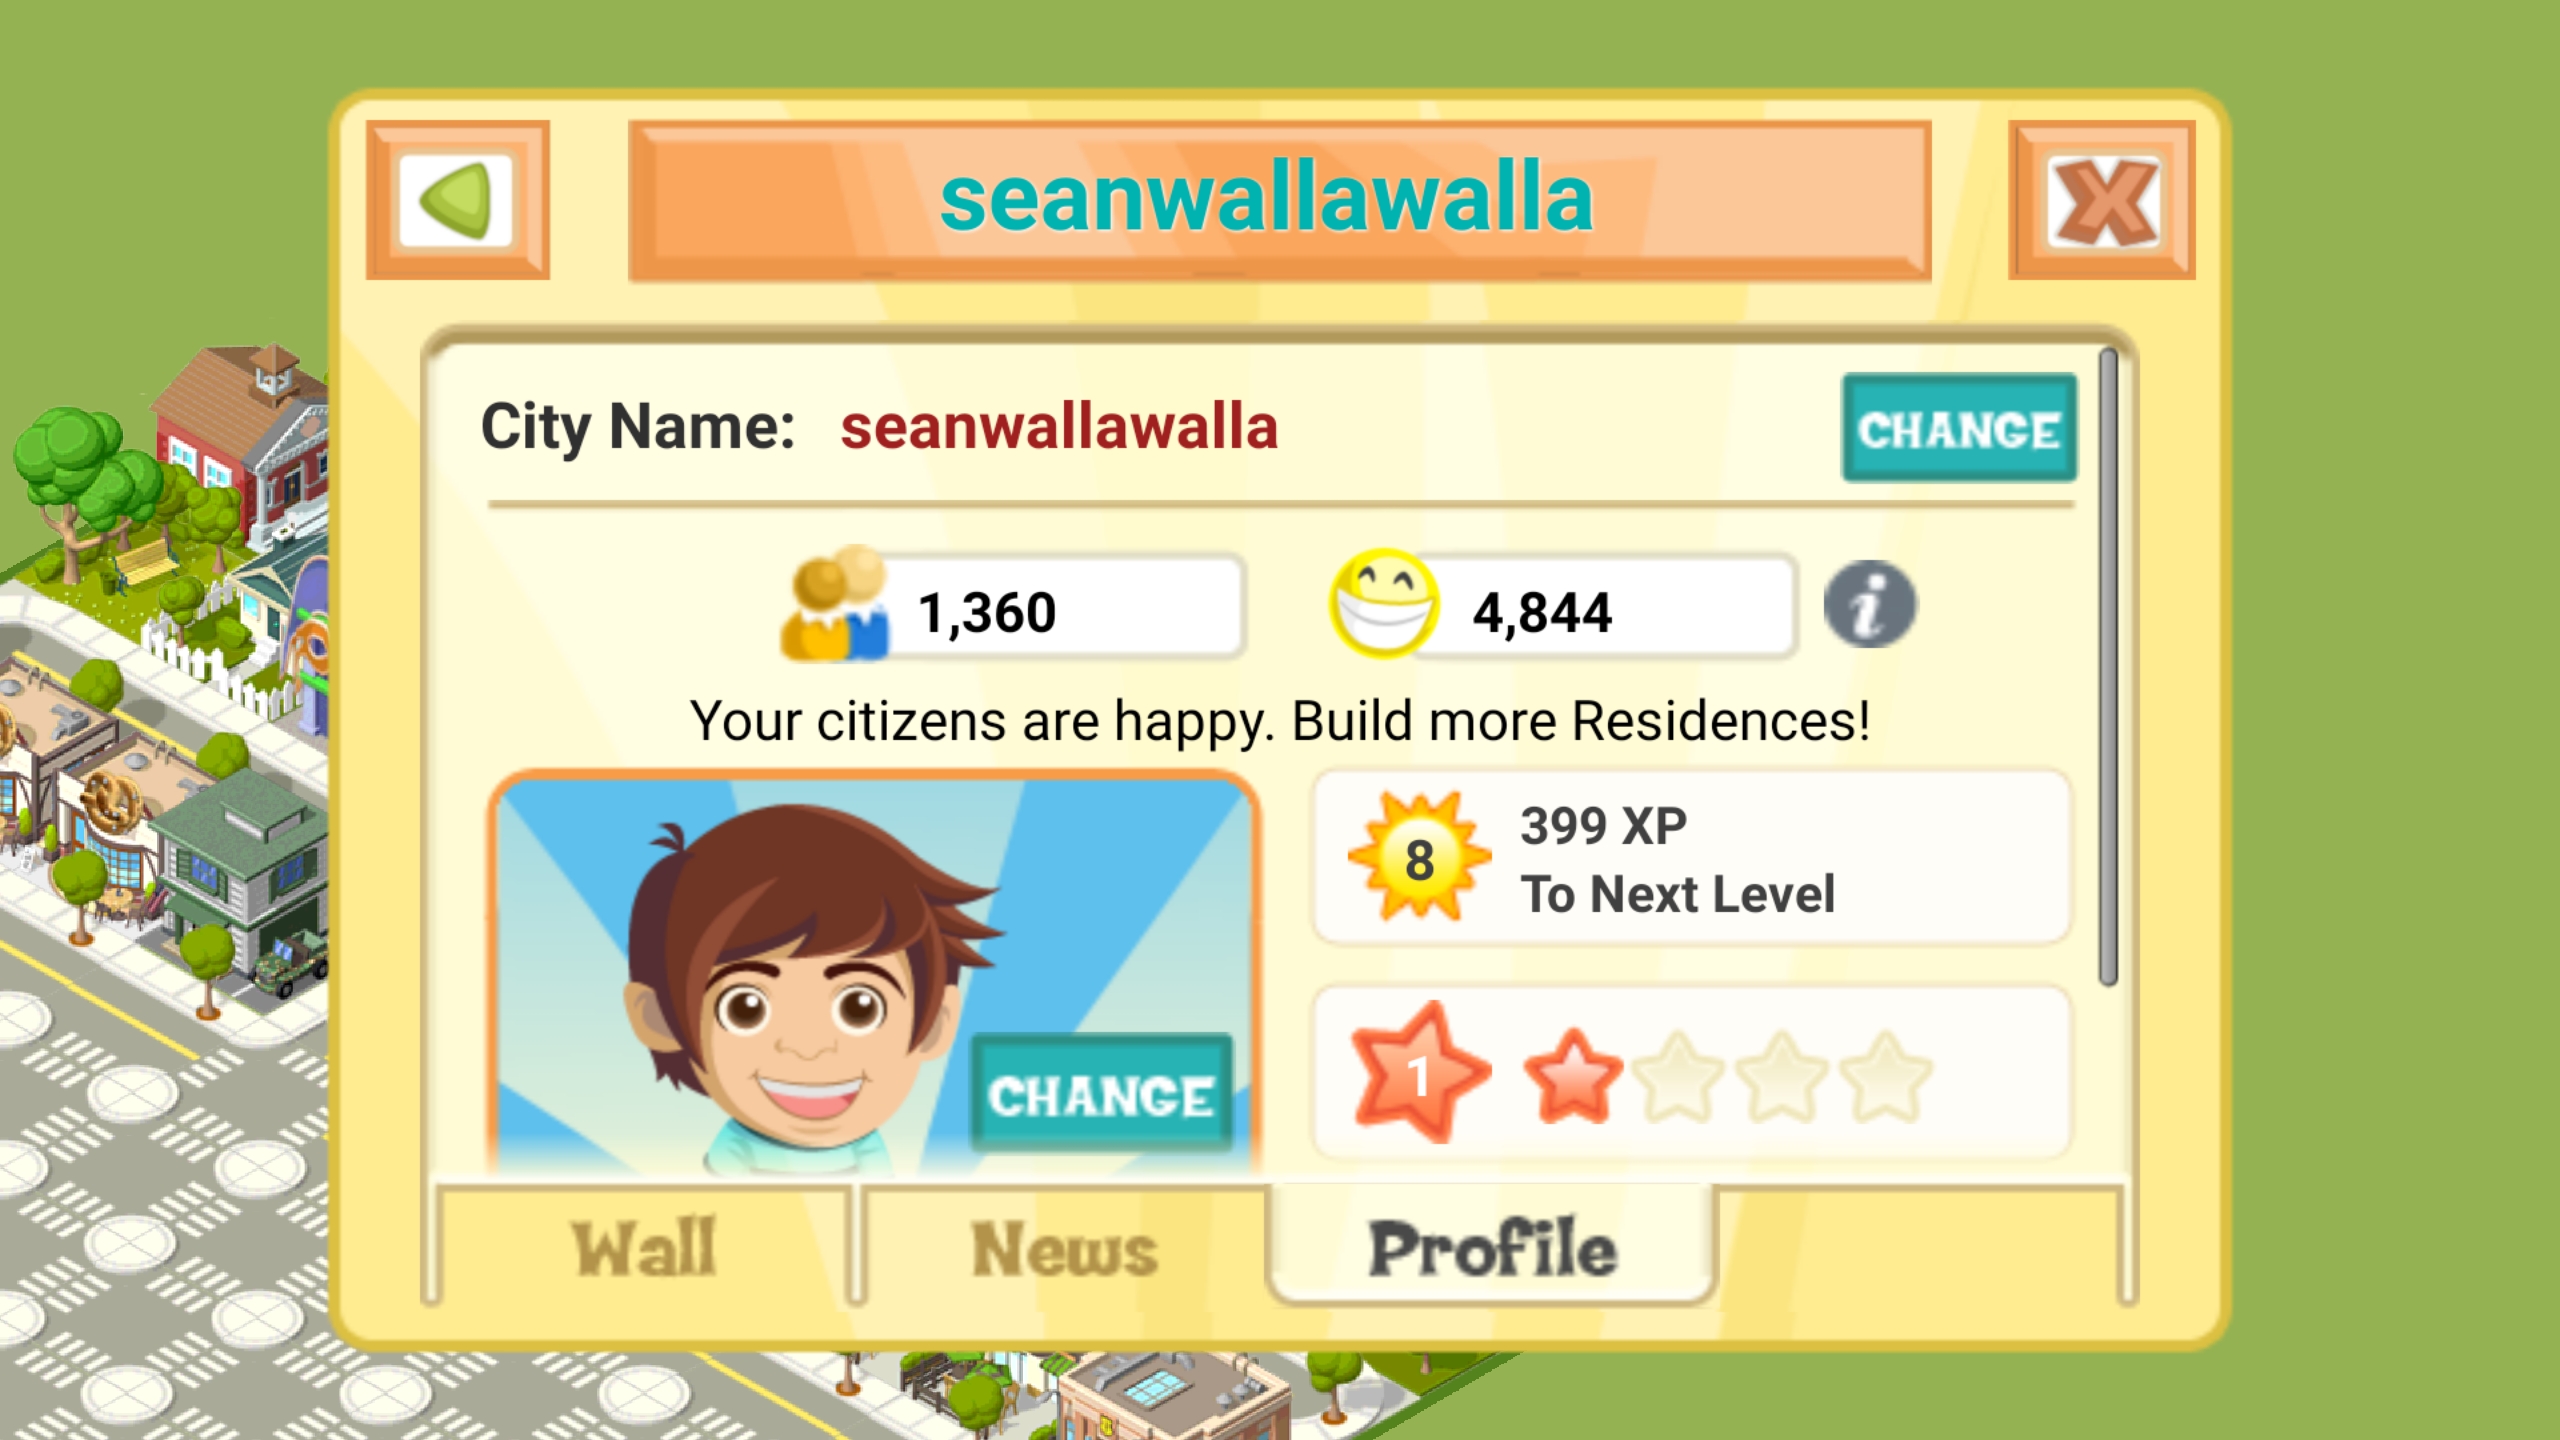 seanwallawalla
City Name: seanwallawalla
CHANGE
1,360
4,844
i
Your citizens are happy. Build more Residences!
8
399 XP
To Next Level
CHANGE
1
Wall
News
Profile